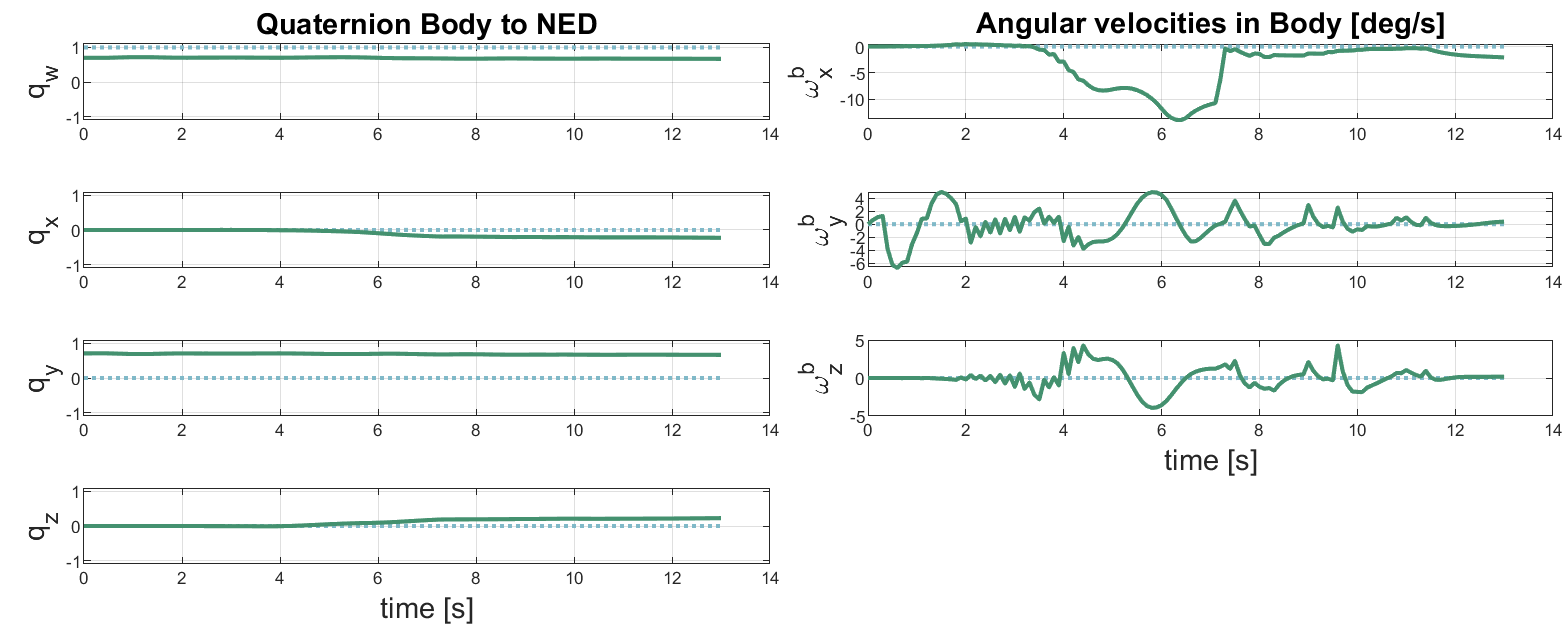 Quaternion Body to NED
q_w
1
0
-1
0 2 4 6 8 10 12 14
q_x
1
0
-1
0 2 4 6 8 10 12 14
q_y
1
0
-1
0 2 4 6 8 10 12 14
q_z
1
0
-1
0 2 4 6 8 10 12 14
time [s]
Angular velocities in Body [deg/s]
ω_x^b
0
-5
-10
0 2 4 6 8 10 12 14
ω_y^b
4
2
0
-2
-4
-6
0 2 4 6 8 10 12 14
ω_z^b
5
0
-5
0 2 4 6 8 10 12 14
time [s]